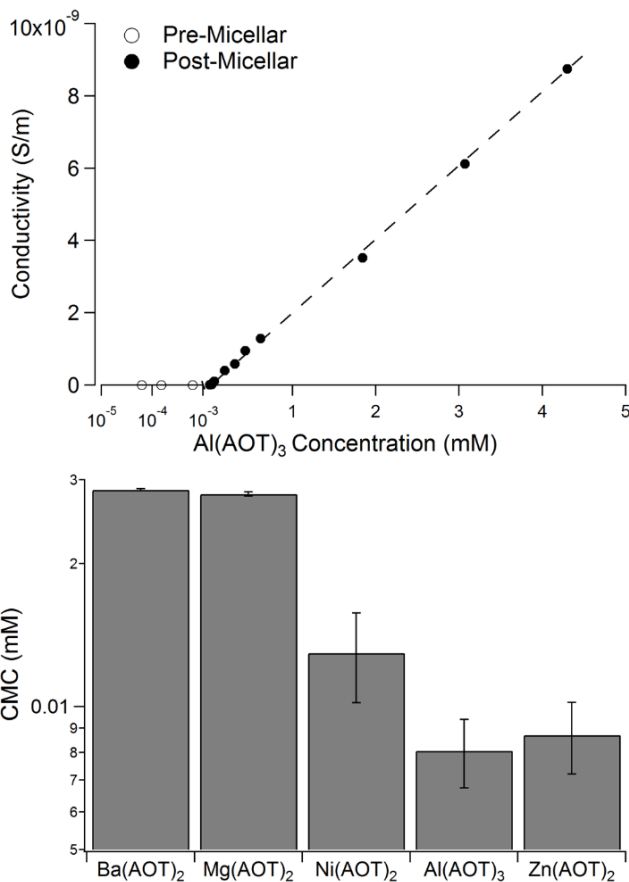 10x10⁻⁹
Pre-Micellar
Post-Micellar
8
6
4
2
0
Conductivity (S/m)
10⁻⁵ 10⁻⁴ 10⁻³ 1 2 3 4 5
Al(AOT)₃ Concentration (mM)
3
2
0.01
9
8
7
6
5
CMC (mM)
Ba(AOT)₂ Mg(AOT)₂ Ni(AOT)₂ Al(AOT)₃ Zn(AOT)₂